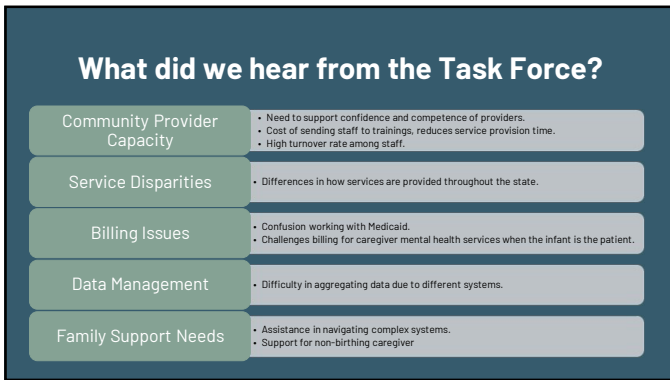 What did we hear from the Task Force?
Community Provider
Capacity
• Need to support confidence and competence of providers.
• Cost of sending staff to trainings, reduces service provision time.
• High turnover rate among staff.
Service Disparities
• Differences in how services are provided throughout the state.
Billing Issues
• Confusion working with Medicaid.
• Challenges billing for caregiver mental health services when the infant is the patient.
Data Management
• Difficulty in aggregating data due to different systems.
Family Support Needs
• Assistance in navigating complex systems.
• Support for non-birthing caregiver